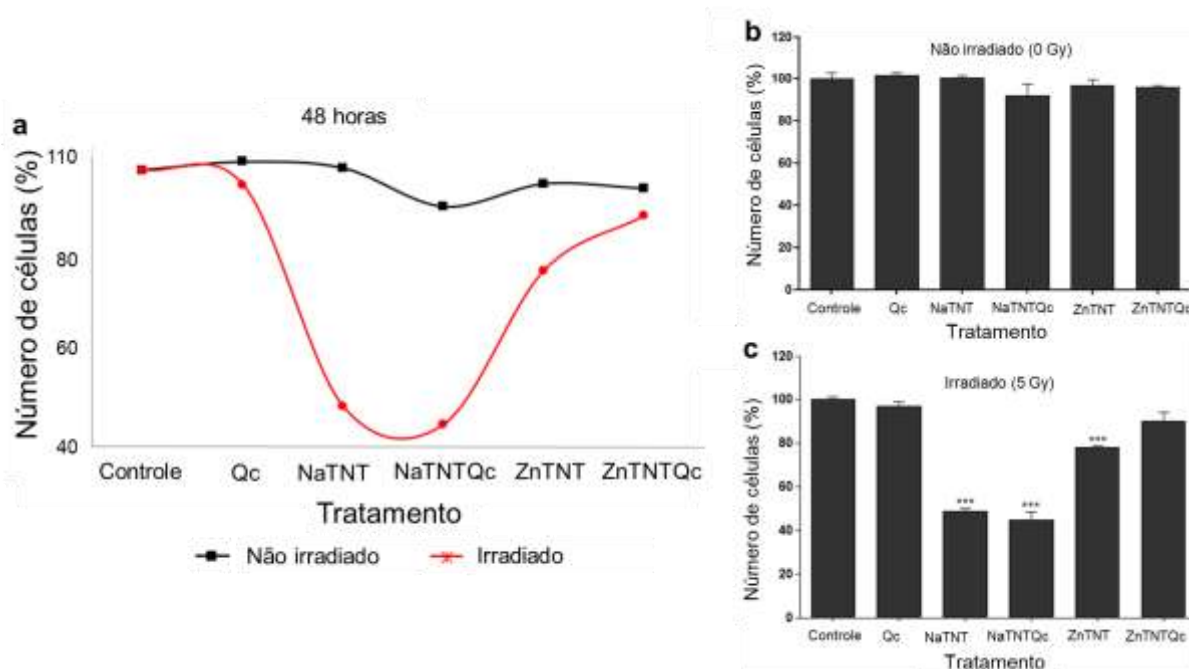 a
48 horas
Número de células (%)
110
80
60
40
Controle Qc NaTNT NaTNTQc ZnTNT ZnTNTQc
Tratamento
Não irradiado Irradiado
b
Não irradiado (0 Gy)
Número de células (%)
120
100
80
60
40
20
0
Controle Qc NaTNT NaTNTQc ZnTNT ZnTNTQc
Tratamento
c
Irradiado (5 Gy)
Número de células (%)
120
100
80
60
40
20
0
*** *** ***
Controle Qc NaTNT NaTNTQc ZnTNT ZnTNTQc
Tratamento